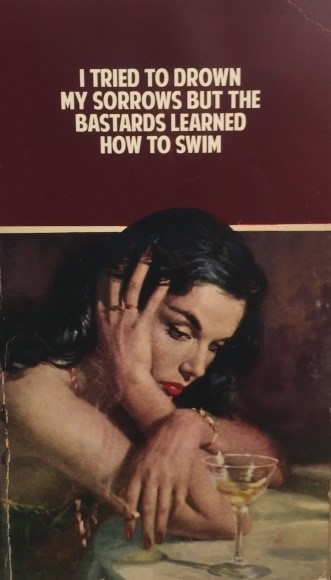 I TRIED TO DROWN
MY SORROWS BUT THE
BASTARDS LEARNED
HOW TO SWIM